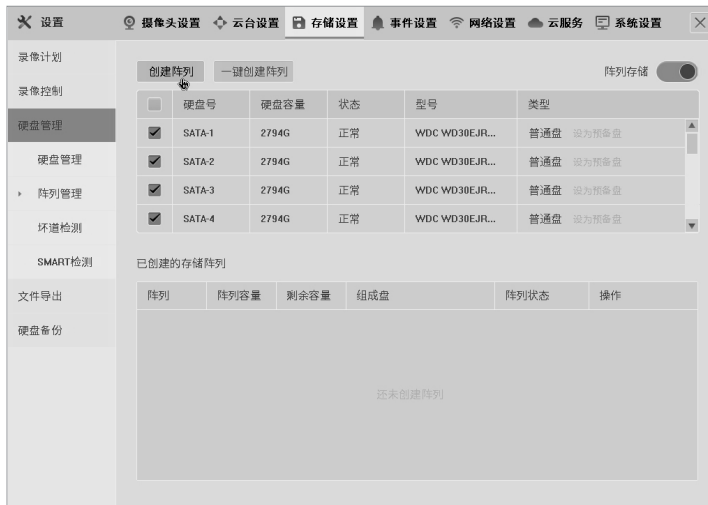 设置
摄像头设置 云台设置 存储设置 事件设置 网络设置 云服务 系统设置
录像计划
录像控制
硬盘管理
硬盘管理
阵列管理
坏道检测
SMART检测
文件导出
硬盘备份
创建阵列 一键创建阵列 阵列存储
硬盘号 硬盘容量 状态 型号 类型
SATA-1 2794G 正常 WDC WD30EJR... 普通盘 设为预备盘
SATA-2 2794G 正常 WDC WD30EJR... 普通盘 设为预备盘
SATA-3 2794G 正常 WDC WD30EJR... 普通盘 设为预备盘
SATA-4 2794G 正常 WDC WD30EJR... 普通盘 设为预备盘
已创建的存储阵列
阵列 阵列容量 剩余容量 组成盘 阵列状态 操作
还未创建阵列